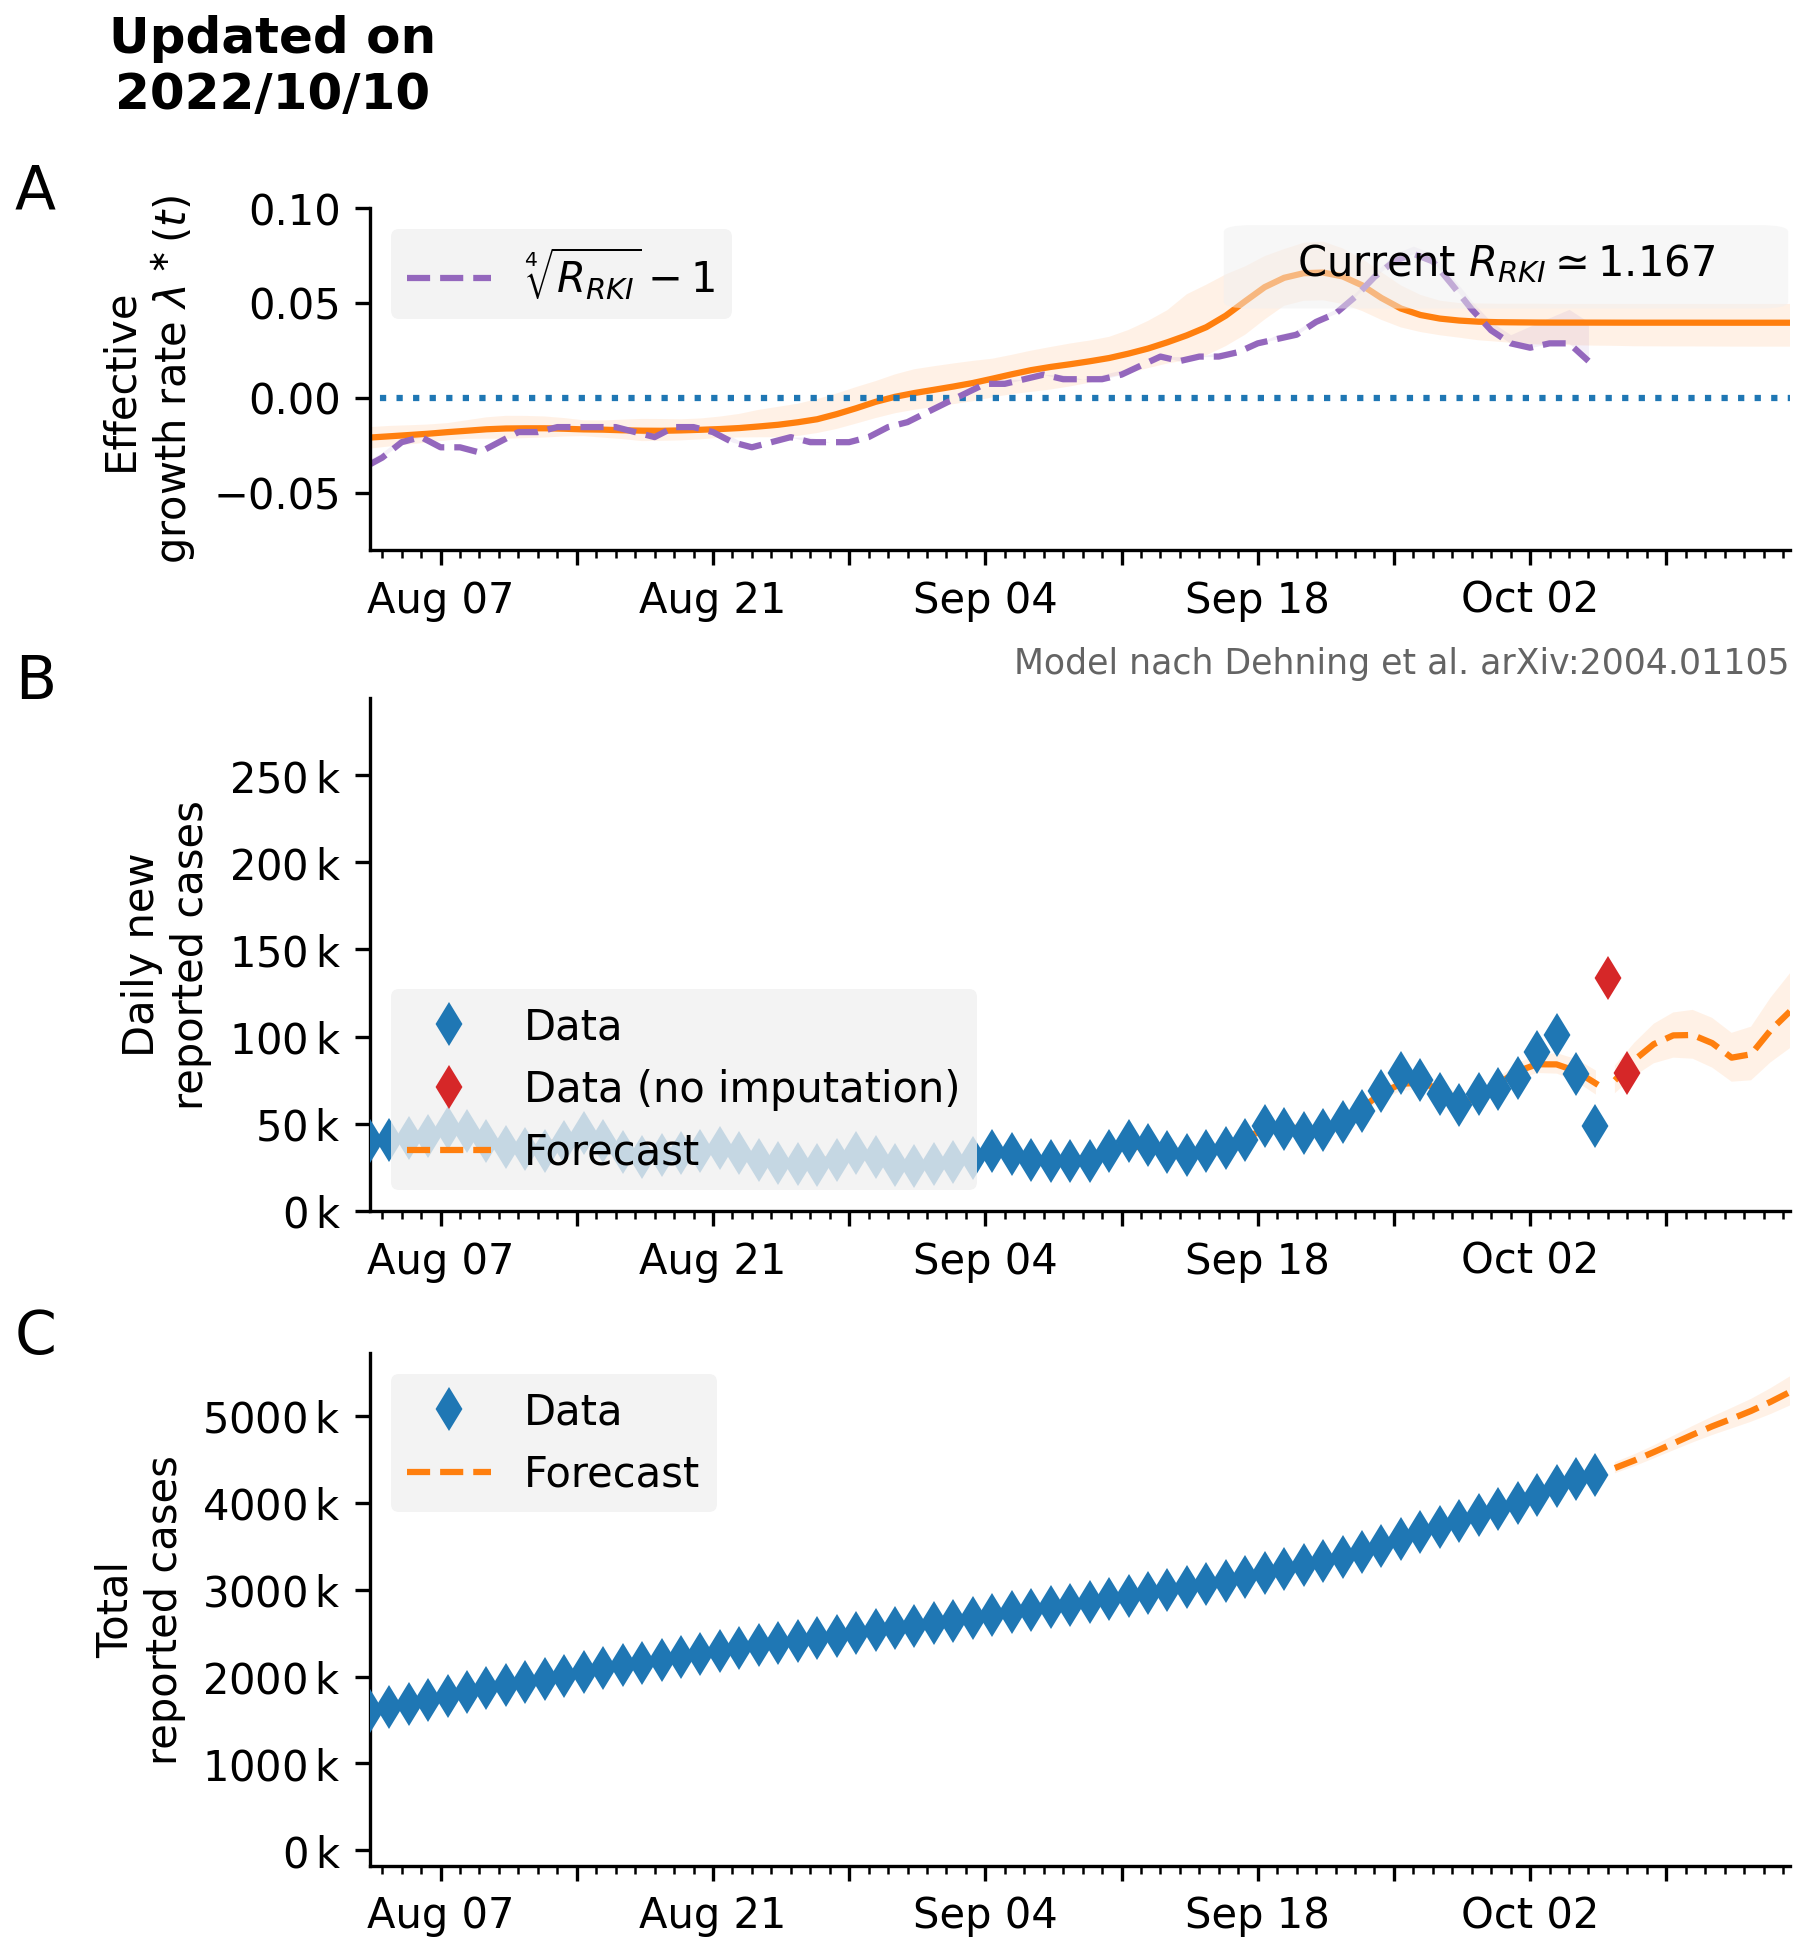 Updated on
2022/10/10
A
Effective
growth rate λ * (t)
0.10
0.05
0.00
−0.05
∜R_RKI − 1
Current R_RKI ≃ 1.167
Aug 07 Aug 21 Sep 04 Sep 18 Oct 02
Model nach Dehning et al. arXiv:2004.01105
B
Daily new
reported cases
250 k
200 k
150 k
100 k
50 k
0 k
Data
Data (no imputation)
Forecast
Aug 07 Aug 21 Sep 04 Sep 18 Oct 02
C
Total
reported cases
5000 k
4000 k
3000 k
2000 k
1000 k
0 k
Data
Forecast
Aug 07 Aug 21 Sep 04 Sep 18 Oct 02